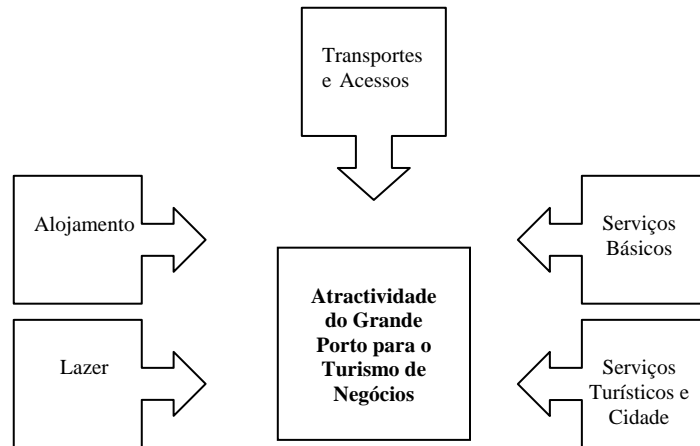 Transportes
e Acessos
Alojamento
Serviços
Básicos
Atractividade
do Grande
Porto para o
Turismo de
Negócios
Lazer
Serviços
Turísticos e
Cidade